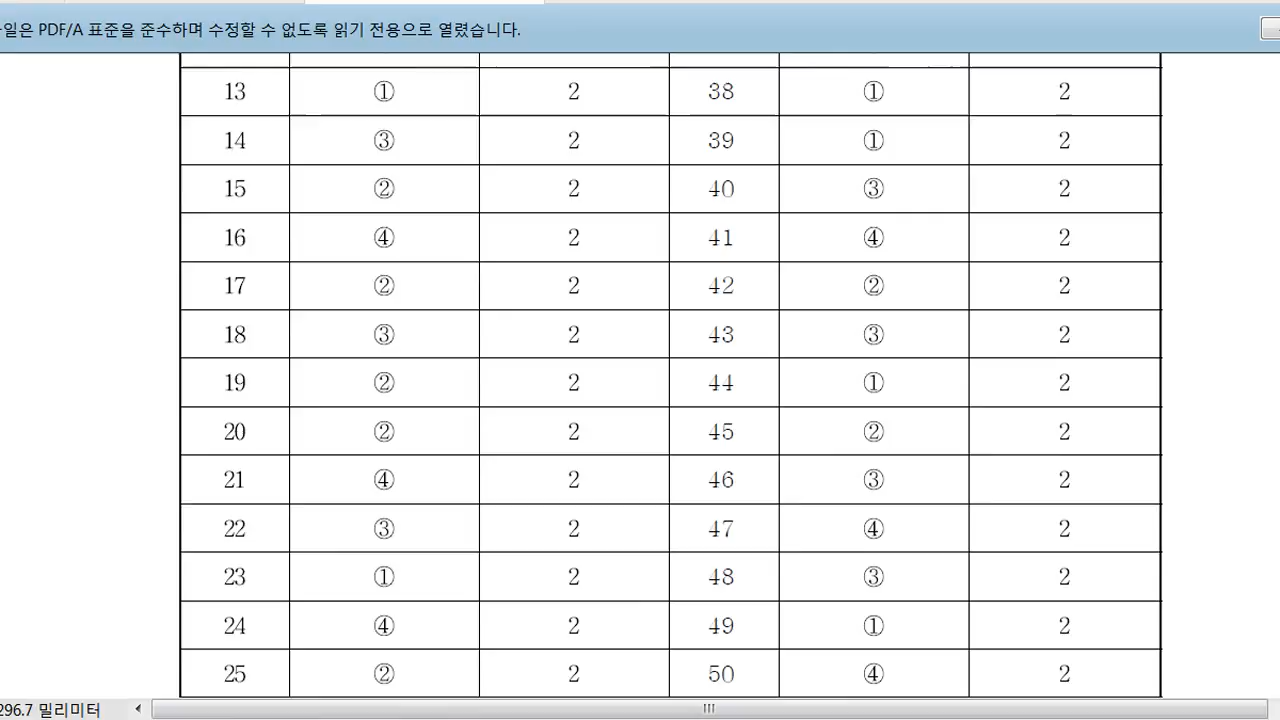 일은 PDF/A 표준을 준수하며 수정할 수 없도록 읽기 전용으로 열렸습니다.
13 ① 2 38 ① 2
14 ③ 2 39 ① 2
15 ② 2 40 ③ 2
16 ④ 2 41 ④ 2
17 ② 2 42 ② 2
18 ③ 2 43 ③ 2
19 ② 2 44 ① 2
20 ② 2 45 ② 2
21 ④ 2 46 ③ 2
22 ③ 2 47 ④ 2
23 ① 2 48 ③ 2
24 ④ 2 49 ① 2
25 ② 2 50 ④ 2
296.7 밀리미터